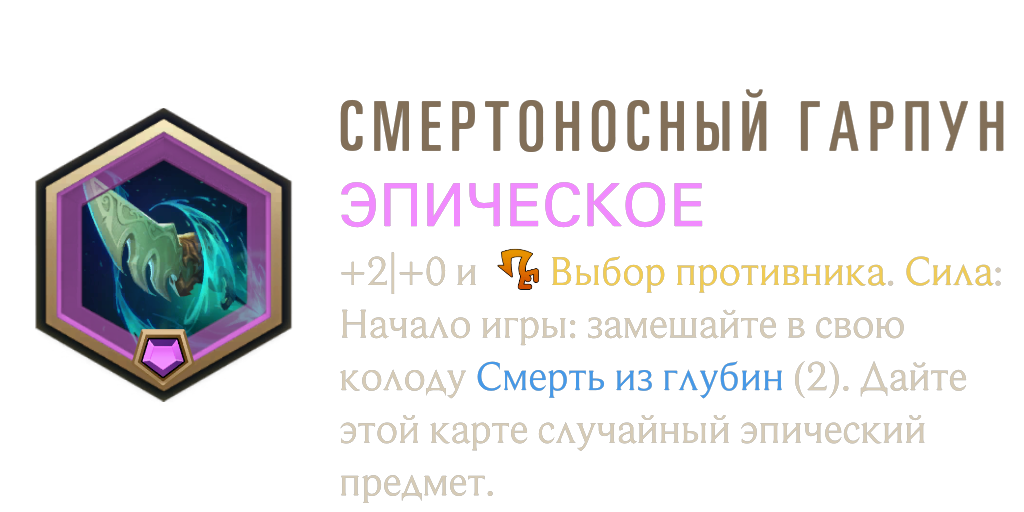 СМЕРТОНОСНЫЙ ГАРПУН
ЭПИЧЕСКОЕ
+2|+0 и Выбор противника. Сила:
Начало игры: замешайте в свою
колоду Смерть из глубин (2). Дайте
этой карте случайный эпический
предмет.